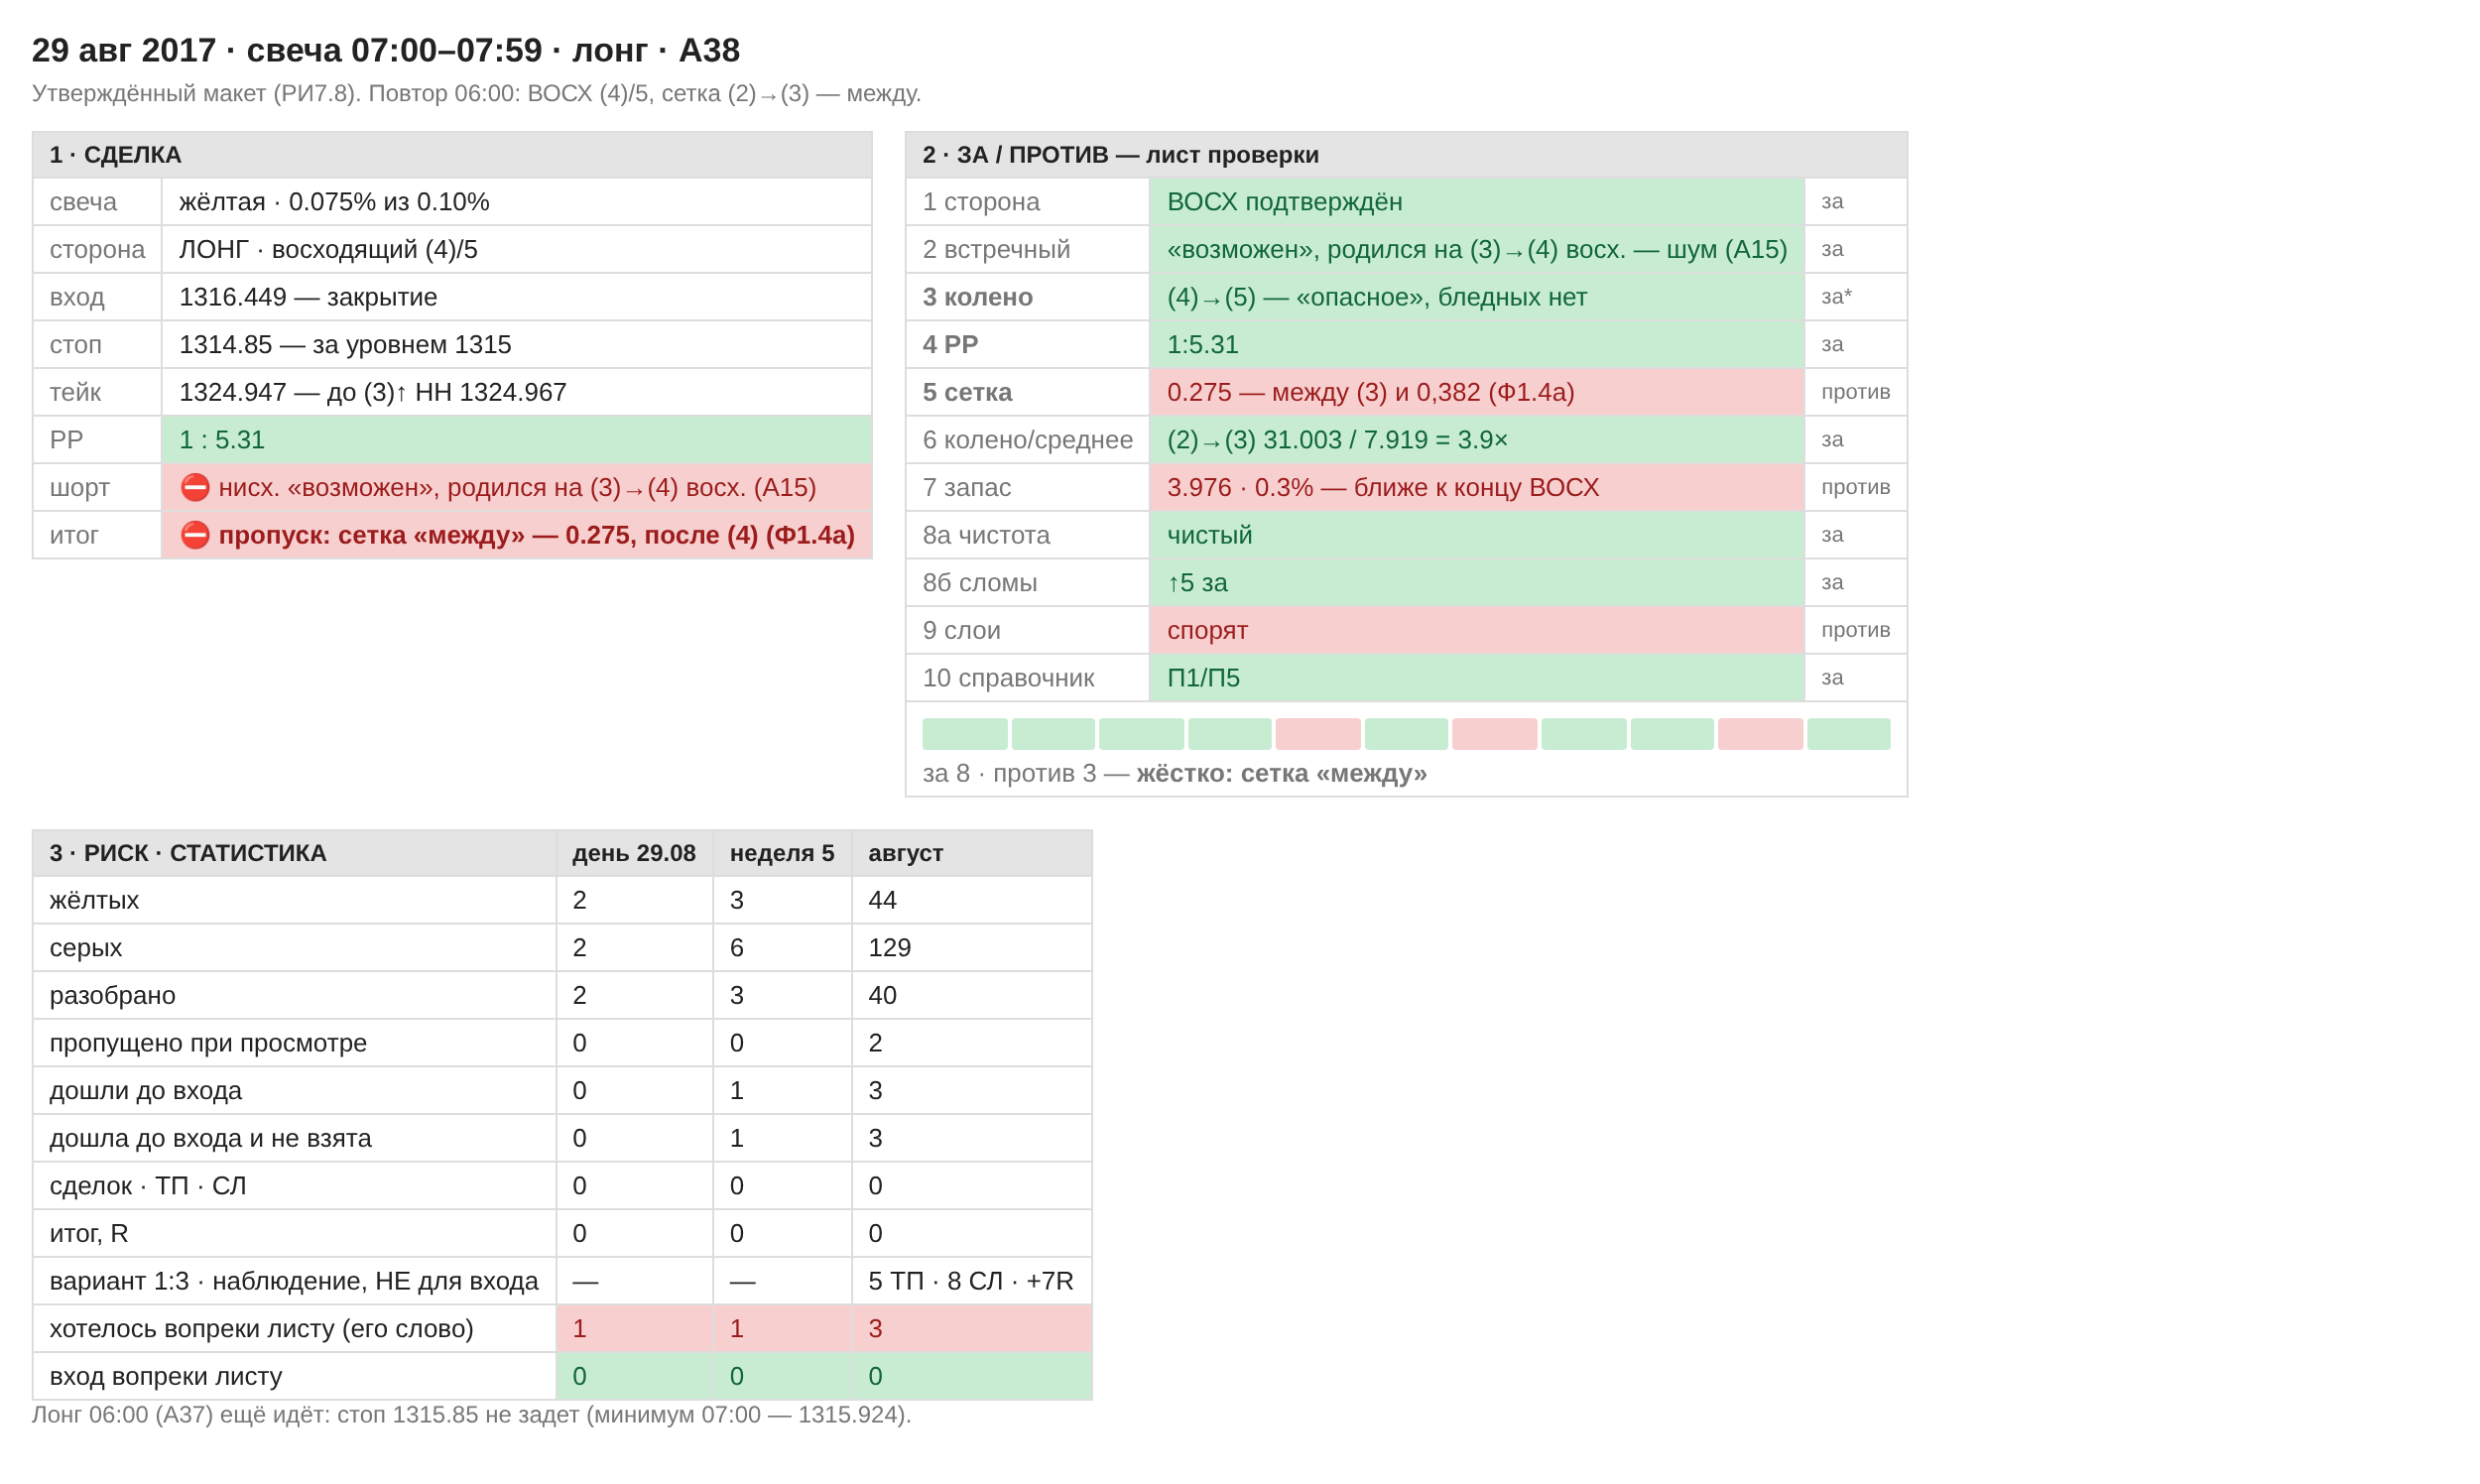 29 авг 2017 · свеча 07:00–07:59 · лонг · А38
Утверждённый макет (РИ7.8). Повтор 06:00: ВОСХ (4)/5, сетка (2)→(3) — между.
1 · СДЕЛКА
свеча жёлтая · 0.075% из 0.10%
сторона ЛОНГ · восходящий (4)/5
вход 1316.449 — закрытие
стоп 1314.85 — за уровнем 1315
тейк 1324.947 — до (3)↑ НН 1324.967
РР 1 : 5.31
шорт ⛔ нисх. «возможен», родился на (3)→(4) восх. (А15)
итог ⛔ пропуск: сетка «между» — 0.275, после (4) (Ф1.4а)
2 · ЗА / ПРОТИВ — лист проверки
1 сторона ВОСХ подтверждён за
2 встречный «возможен», родился на (3)→(4) восх. — шум (А15) за
3 колено (4)→(5) — «опасное», бледных нет за*
4 РР 1:5.31 за
5 сетка 0.275 — между (3) и 0,382 (Ф1.4а) против
6 колено/среднее (2)→(3) 31.003 / 7.919 = 3.9× за
7 запас 3.976 · 0.3% — ближе к концу ВОСХ против
8а чистота чистый за
8б сломы ↑5 за за
9 слои спорят против
10 справочник П1/П5 за
за 8 · против 3 — жёстко: сетка «между»
3 · РИСК · СТАТИСТИКА день 29.08 неделя 5 август
жёлтых 2 3 44
серых 2 6 129
разобрано 2 3 40
пропущено при просмотре 0 0 2
дошли до входа 0 1 3
дошла до входа и не взята 0 1 3
сделок · ТП · СЛ 0 0 0
итог, R 0 0 0
вариант 1:3 · наблюдение, НЕ для входа — — 5 ТП · 8 СЛ · +7R
хотелось вопреки листу (его слово) 1 1 3
вход вопреки листу 0 0 0
Лонг 06:00 (А37) ещё идёт: стоп 1315.85 не задет (минимум 07:00 — 1315.924).